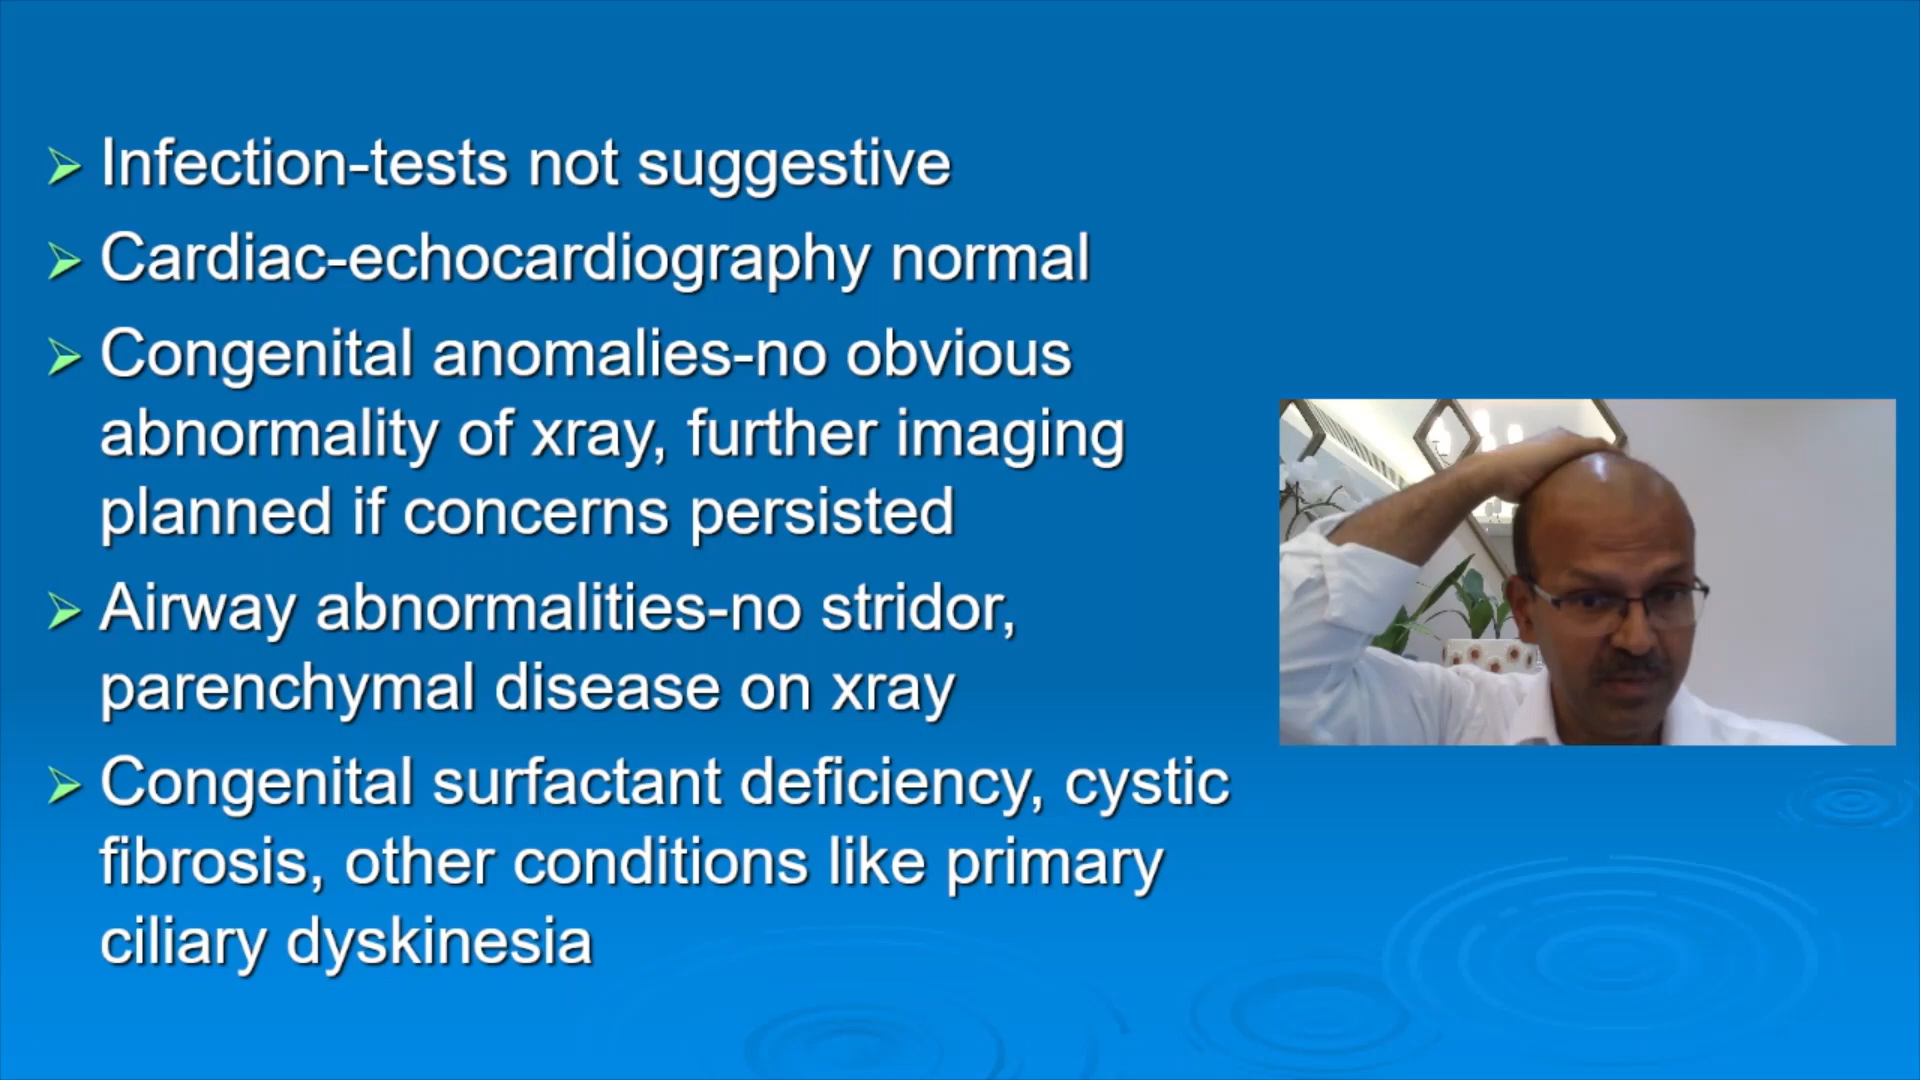 Infection-tests not suggestive
Cardiac-echocardiography normal
Congenital anomalies-no obvious
abnormality of xray, further imaging
planned if concerns persisted
Airway abnormalities-no stridor,
parenchymal disease on xray
Congenital surfactant deficiency, cystic
fibrosis, other conditions like primary
ciliary dyskinesia